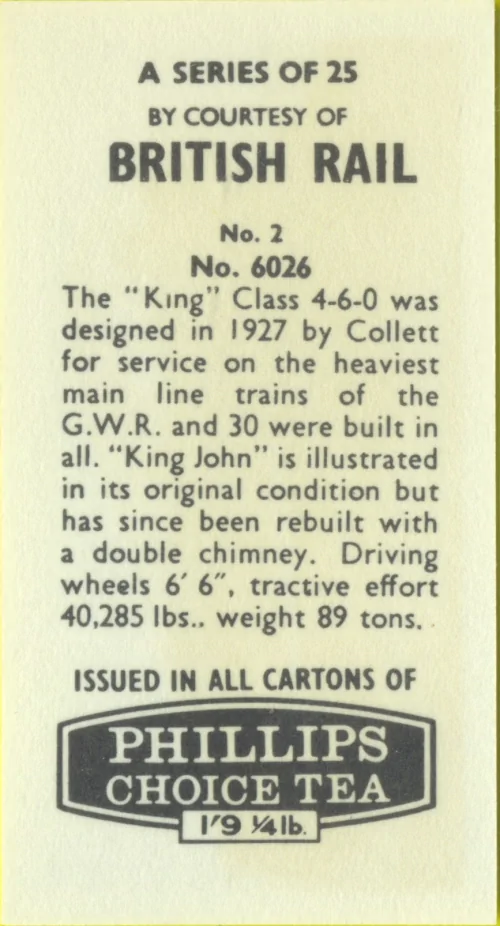 A SERIES OF 25
BY COURTESY OF
BRITISH RAIL
No. 2
No. 6026
The "King" Class 4-6-0 was
designed in 1927 by Collett
for service on the heaviest
main line trains of the
G.W.R. and 30 were built in
all. "King John" is illustrated
in its original condition but
has since been rebuilt with
a double chimney. Driving
wheels 6′ 6″, tractive effort
40,285 lbs.. weight 89 tons.
ISSUED IN ALL CARTONS OF
PHILLIPS
CHOICE TEA
1′9 ¼lb.